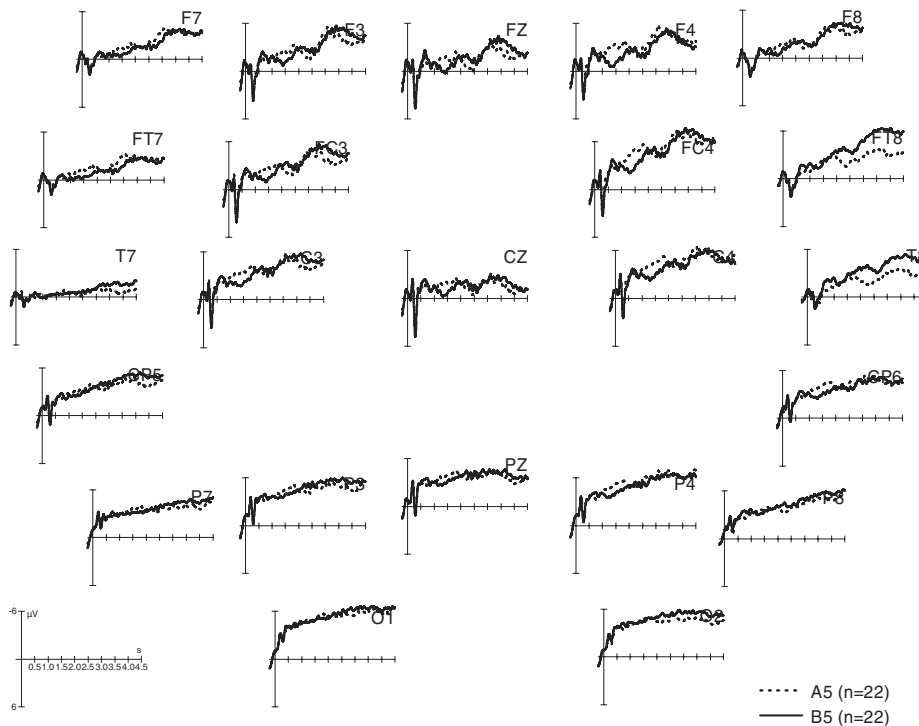 F7 F3 FZ F4 F8
FT7 FC3 FC4 FT8
T7 C3 CZ C4
CP5 CP6
P7 P3 PZ P4
O1 O2
-6 µV
s
0.51.01.52.02.53.03.54.04.5
6
A5 (n=22)
B5 (n=22)